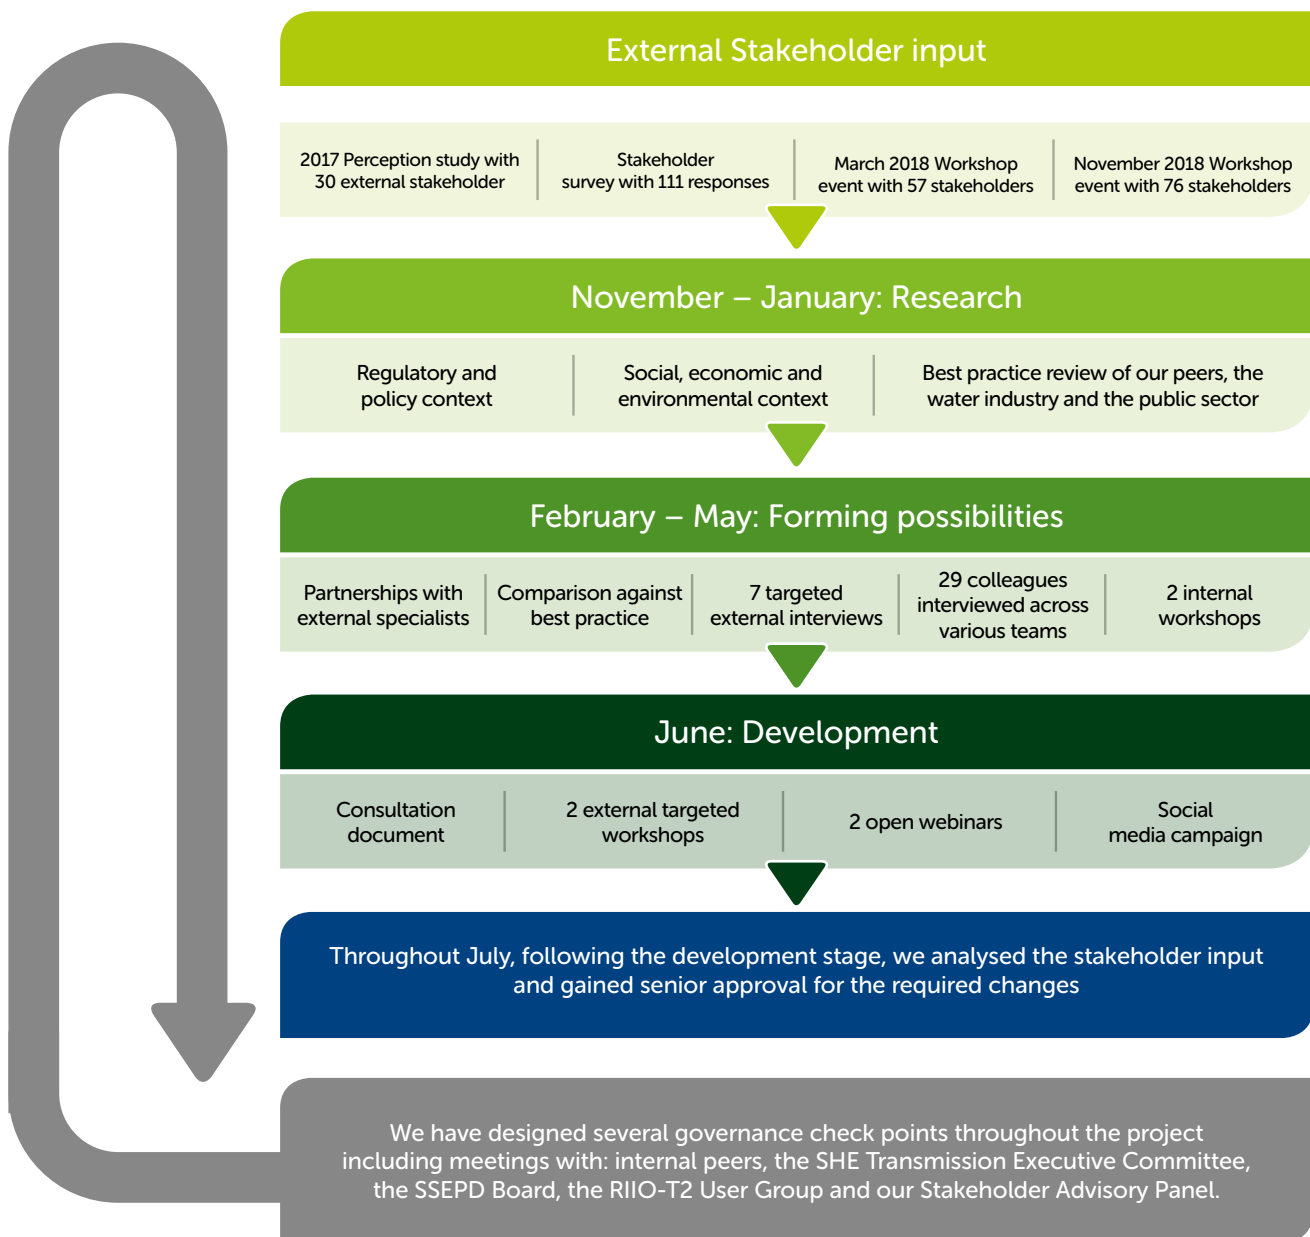 External Stakeholder input
2017 Perception study with
30 external stakeholder
Stakeholder
survey with 111 responses
March 2018 Workshop
event with 57 stakeholders
November 2018 Workshop
event with 76 stakeholders
November – January: Research
Regulatory and
policy context
Social, economic and
environmental context
Best practice review of our peers, the
water industry and the public sector
February – May: Forming possibilities
Partnerships with
external specialists
Comparison against
best practice
7 targeted
external interviews
29 colleagues
interviewed across
various teams
2 internal
workshops
June: Development
Consultation
document
2 external targeted
workshops
2 open webinars
Social
media campaign
Throughout July, following the development stage, we analysed the stakeholder input
and gained senior approval for the required changes
We have designed several governance check points throughout the project
including meetings with: internal peers, the SHE Transmission Executive Committee,
the SSEPD Board, the RIIO-T2 User Group and our Stakeholder Advisory Panel.